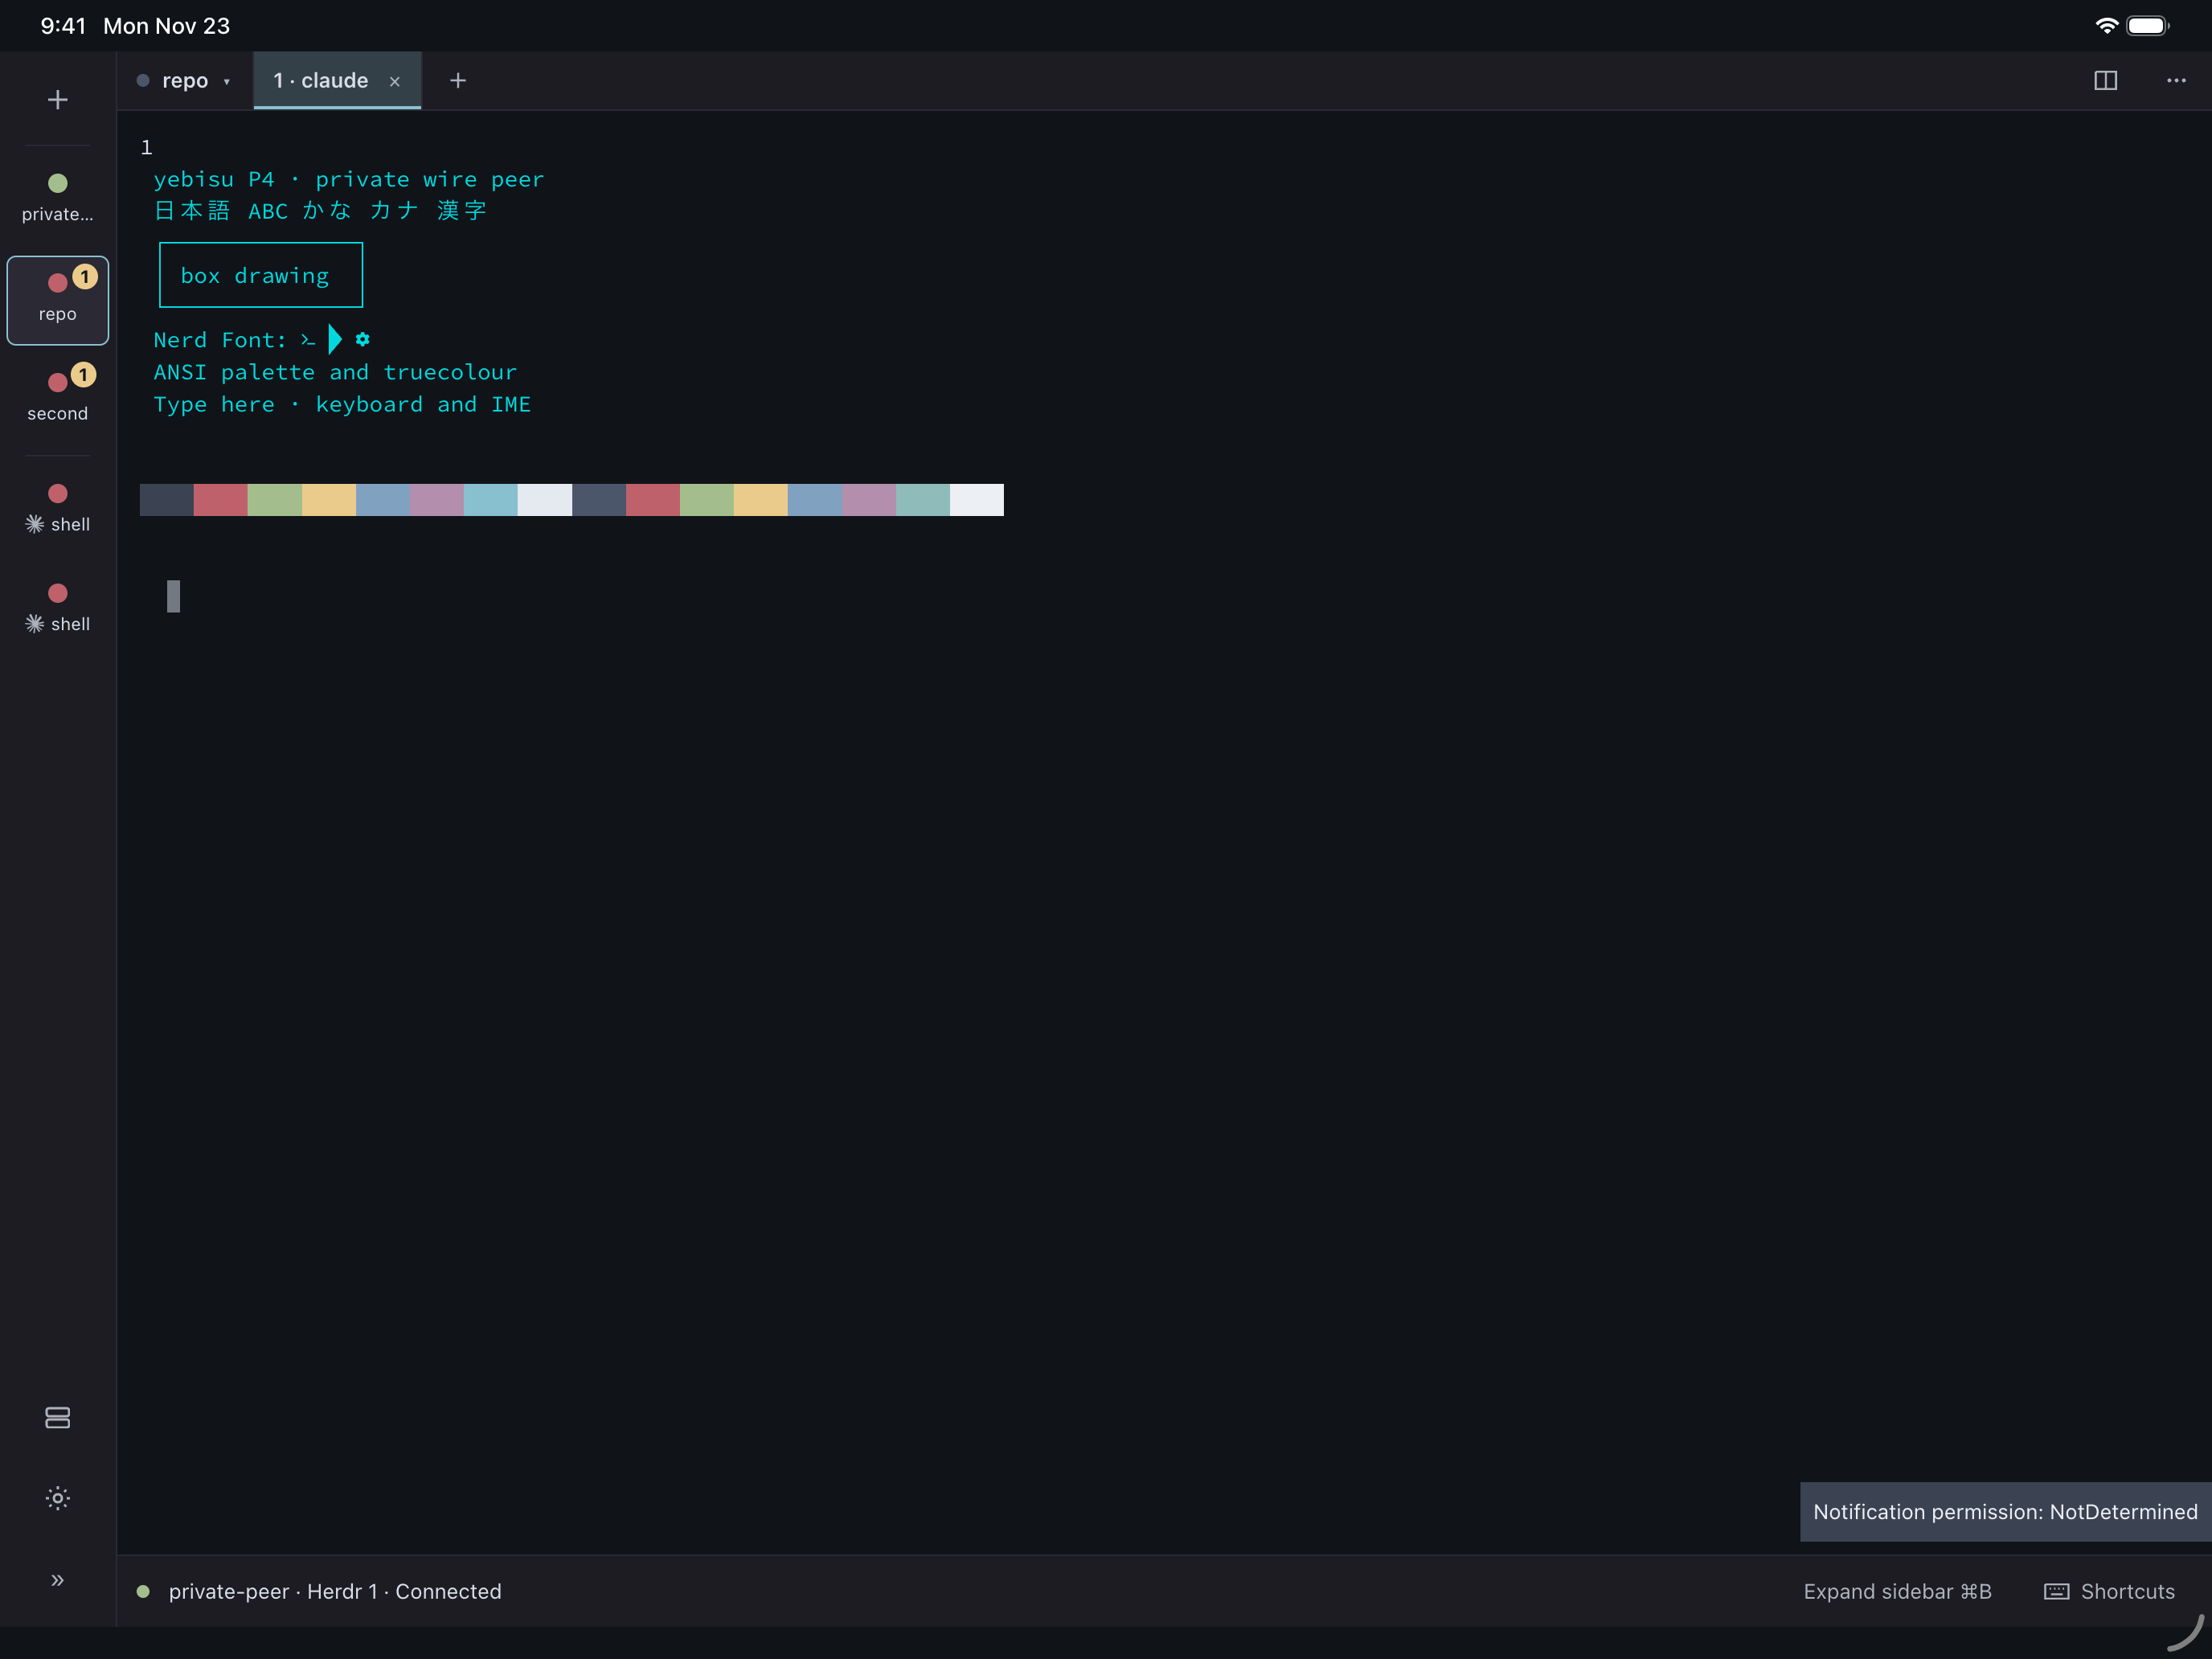 9:41 Mon Nov 23
repo
1 · claude
private...
1
repo
1
second
shell
shell
1
yebisu P4 · private wire peer
日本語 ABC かな カナ 漢字
box drawing
Nerd Font:
ANSI palette and truecolour
Type here · keyboard and IME
Notification permission: NotDetermined
private-peer · Herdr 1 · Connected
Expand sidebar ⌘B
Shortcuts